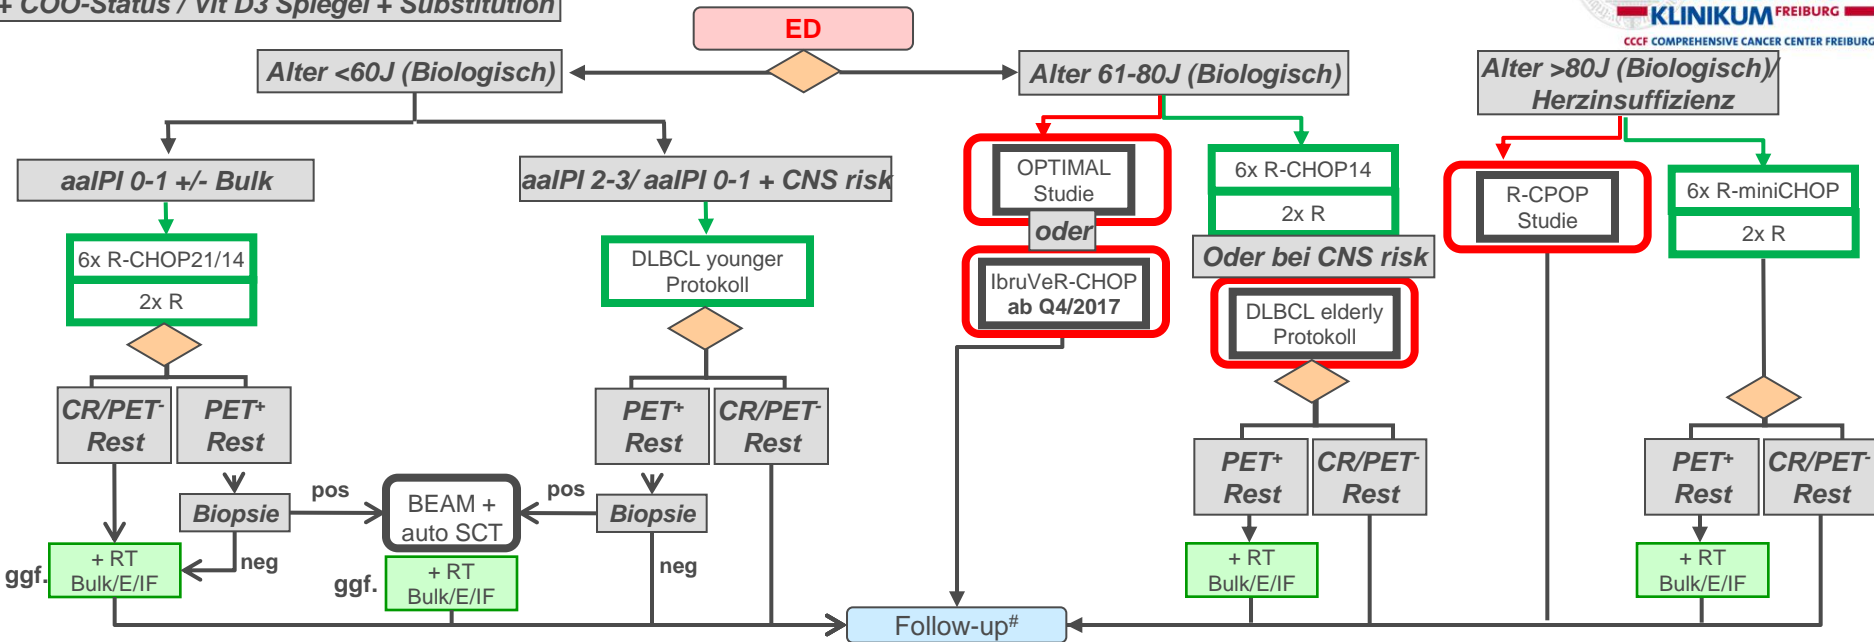 + COO-Status / Vit D3 Spiegel + Substitution
KLINIKUM FREIBURG
CCCF COMPREHENSIVE CANCER CENTER FREIBURG
ED
Alter <60J (Biologisch)
Alter 61-80J (Biologisch)
Alter >80J (Biologisch)/
Herzinsuffizienz
aaIPI 0-1 +/- Bulk
aaIPI 2-3/ aaIPI 0-1 + CNS risk
OPTIMAL
Studie
oder
IbruVeR-CHOP
ab Q4/2017
6x R-CHOP14
2x R
Oder bei CNS risk
DLBCL elderly
Protokoll
R-CPOP
Studie
6x R-miniCHOP
2x R
6x R-CHOP21/14
2x R
DLBCL younger
Protokoll
CR/PET-
Rest
PET+
Rest
PET+
Rest
CR/PET-
Rest
PET+
Rest
CR/PET-
Rest
PET+
Rest
CR/PET-
Rest
Biopsie
pos
BEAM +
auto SCT
pos
Biopsie
neg
neg
ggf.
+ RT
Bulk/E/IF
ggf.
+ RT
Bulk/E/IF
+ RT
Bulk/E/IF
+ RT
Bulk/E/IF
Follow-up#